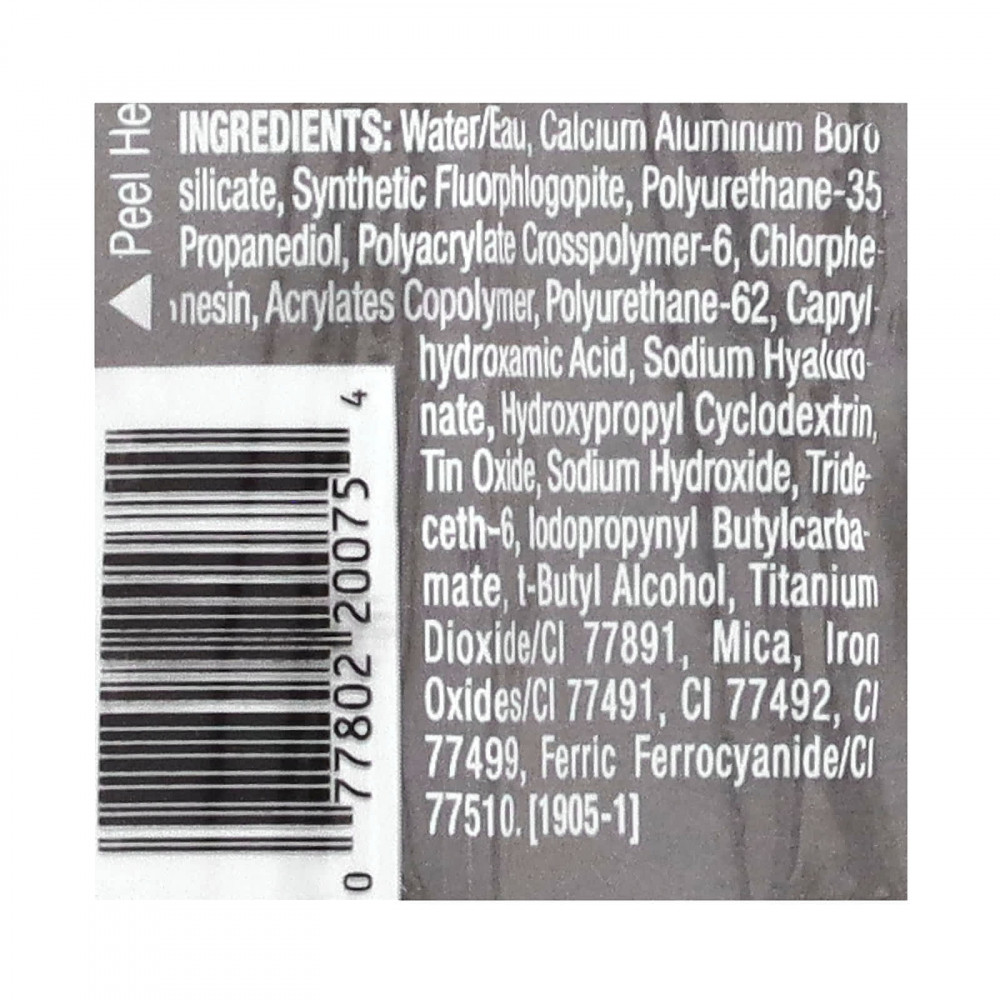 Peel He
INGREDIENTS: Water/Eau, Calcium Aluminum Boro
silicate, Synthetic Fluorphlogopite, Polyurethane-35,
Propanediol, Polyacrylate Crosspolymer-6, Chlorphe-
nesin, Acrylates Copolymer, Polyurethane-62, Capryl-
hydroxamic Acid, Sodium Hyaluro-
nate, Hydroxypropyl Cyclodextrin,
Tin Oxide, Sodium Hydroxide, Tride-
ceth-6, Iodopropynyl Butylcarba-
mate, t-Butyl Alcohol, Titanium
Dioxide/CI 77891, Mica, Iron
Oxides/CI 77491, CI 77492, CI
77499, Ferric Ferrocyanide/CI
77510. [1905-1]
0 77802 20075 4